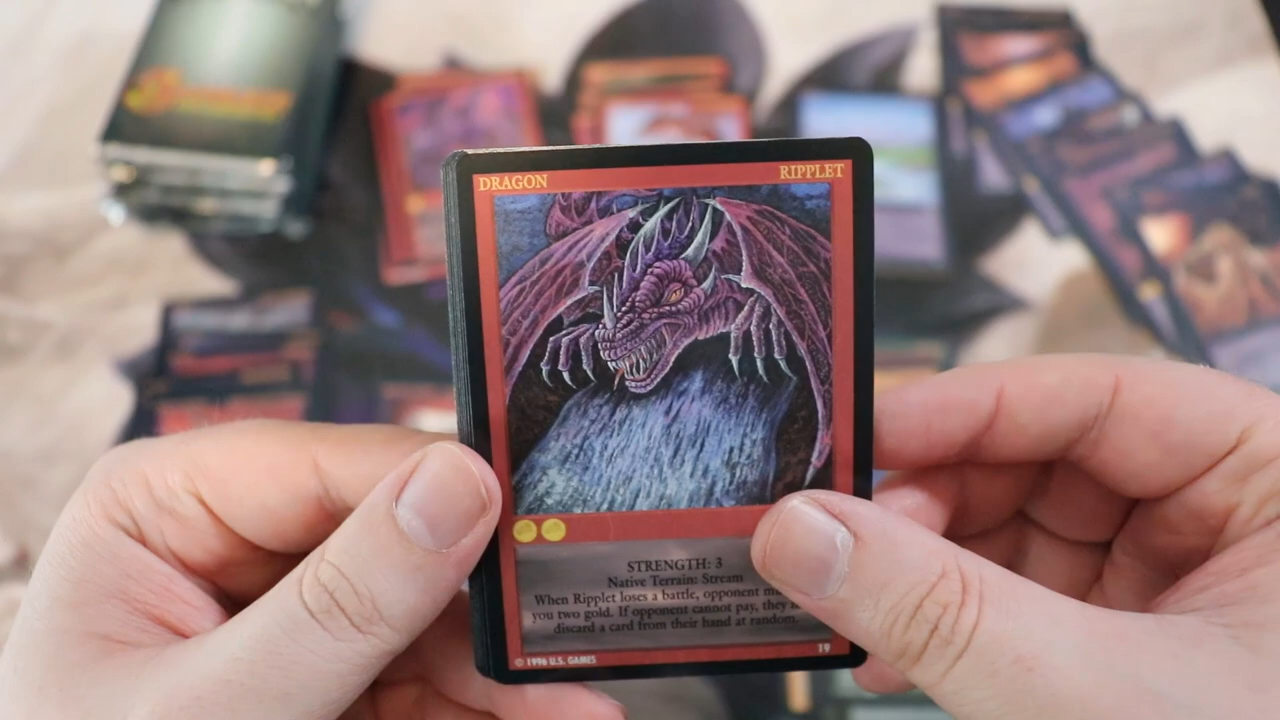 DRAGON RIPPLET
STRENGTH: 3
Native Terrain: Stream
When Ripplet loses a battle, opponent
you two gold. If opponent cannot pay, they
discard a card from their hand at random.
© 1996 U.S. GAMES 19